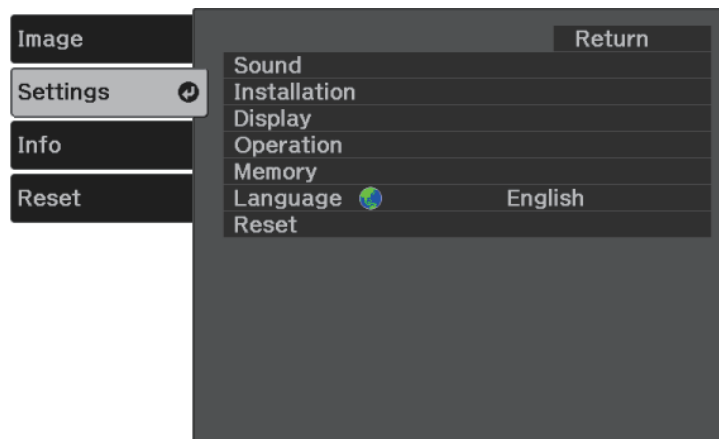 Image
Settings
Info
Reset
Return
Sound
Installation
Display
Operation
Memory
Language English
Reset